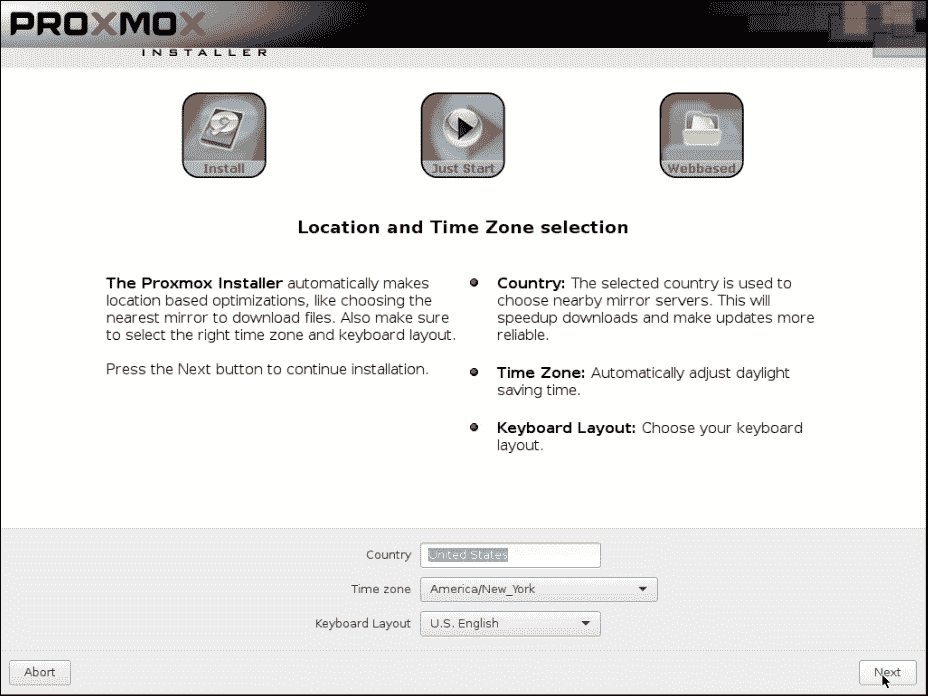 PROXMOX
INSTALLER
Install
Just Start
Webbased
Location and Time Zone selection
The Proxmox Installer automatically makes
location based optimizations, like choosing the
nearest mirror to download files. Also make sure
to select the right time zone and keyboard layout.
Press the Next button to continue installation.
Country: The selected country is used to
choose nearby mirror servers. This will
speedup downloads and make updates more
reliable.
Time Zone: Automatically adjust daylight
saving time.
Keyboard Layout: Choose your keyboard
layout.
Country United States
Time zone America/New_York
Keyboard Layout U.S. English
Abort Next